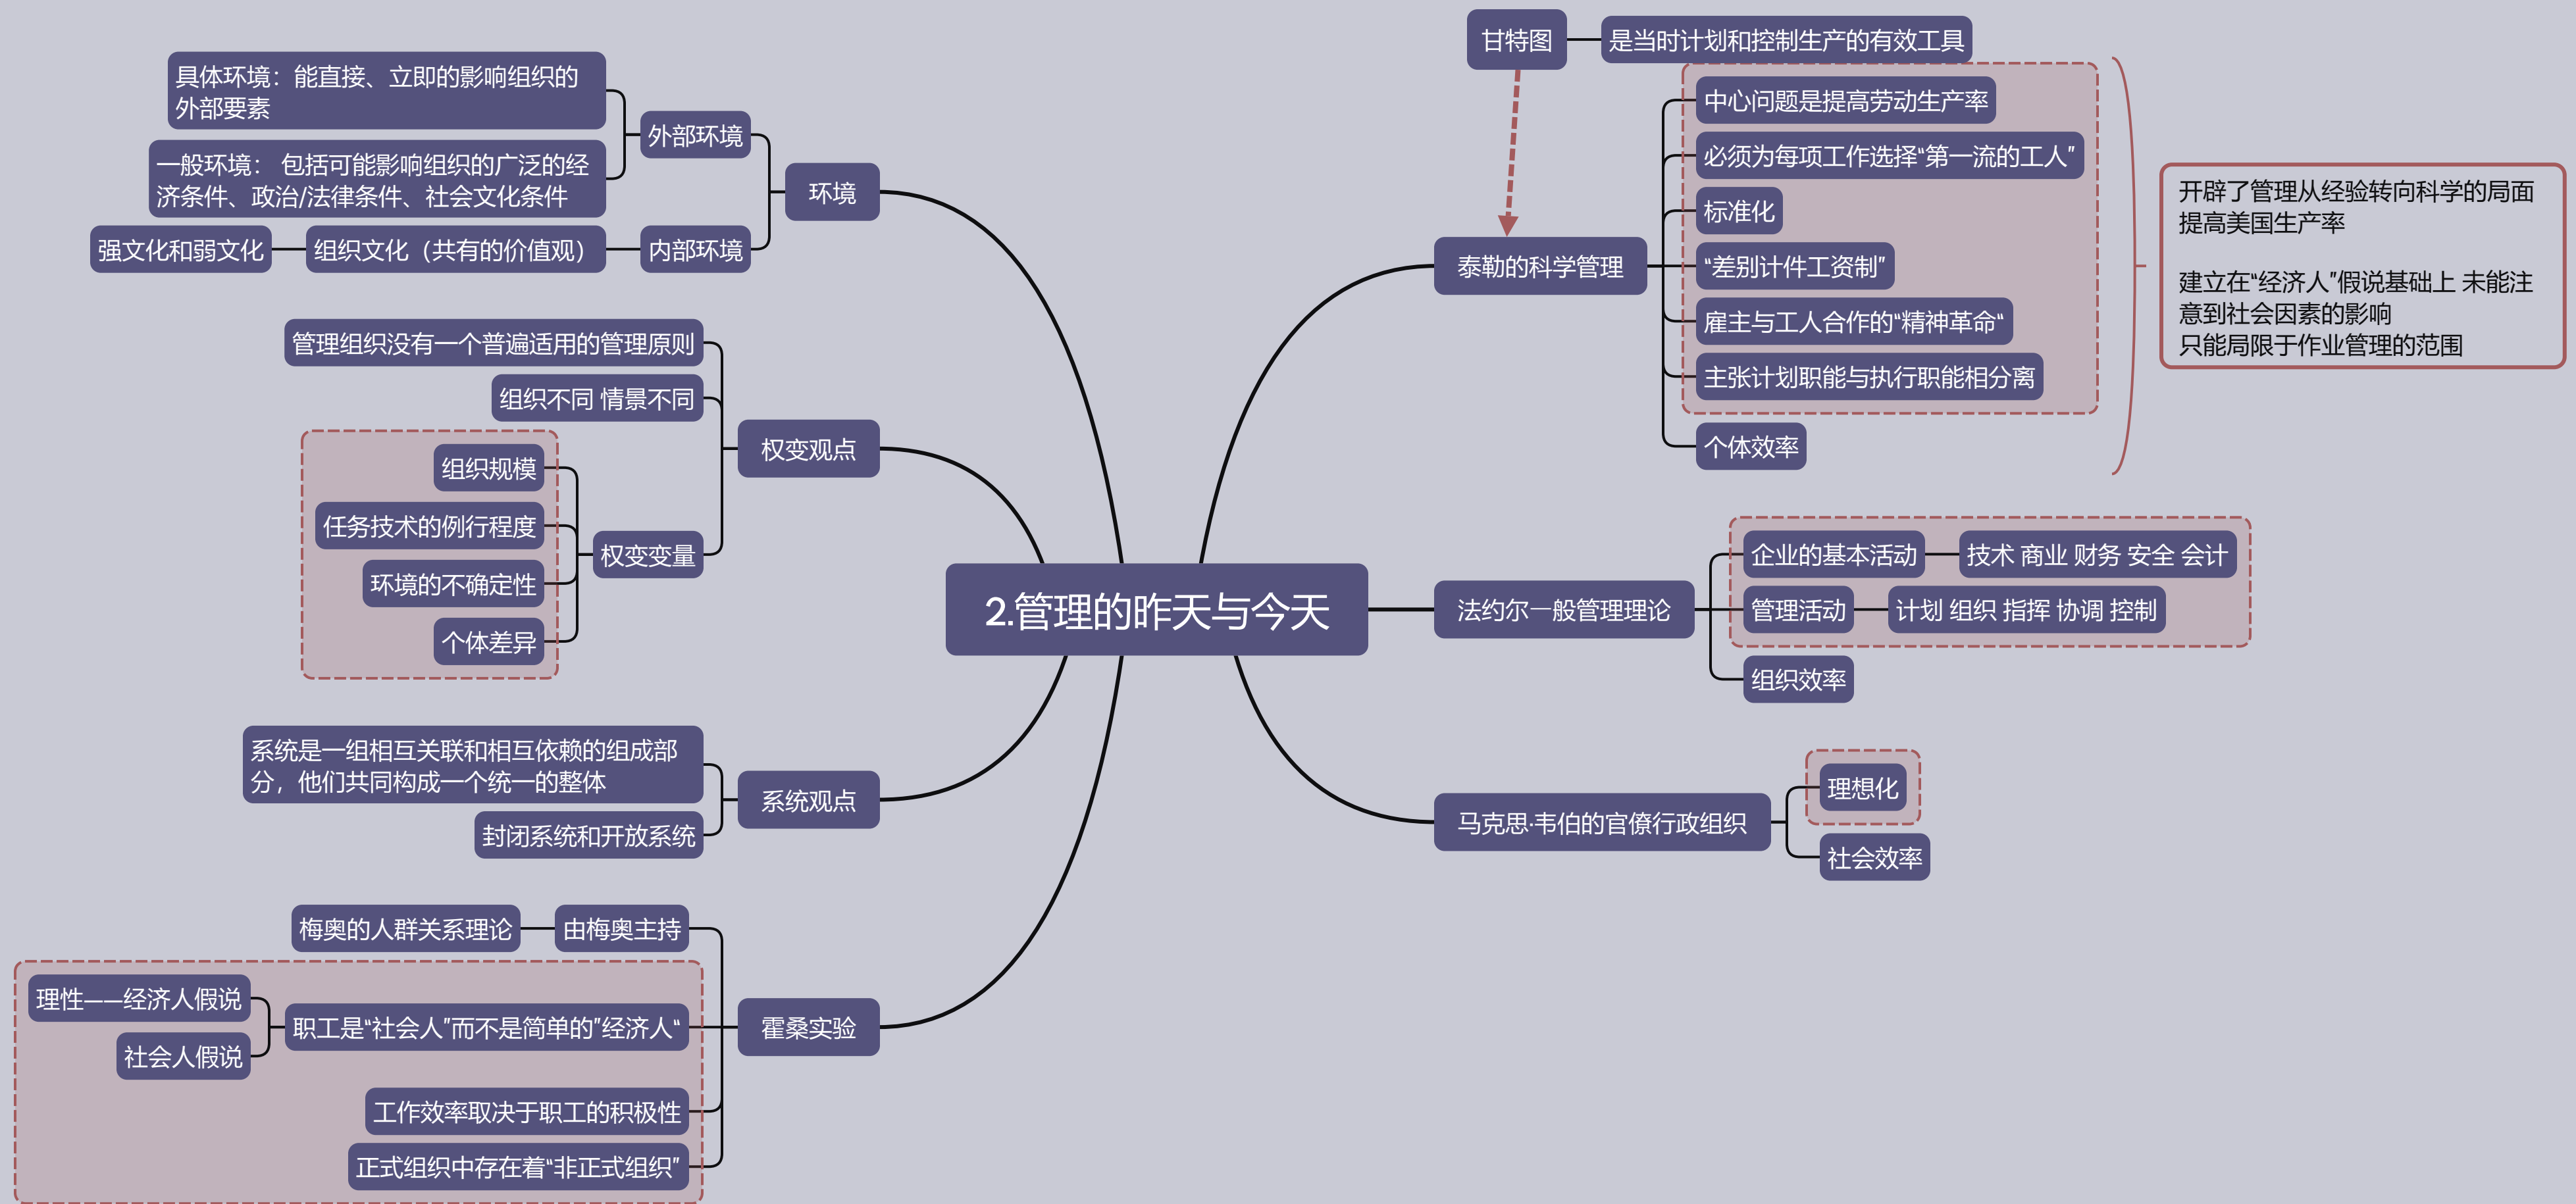 2.管理的昨天与今天
甘特图
是当时计划和控制生产的有效工具
泰勒的科学管理
中心问题是提高劳动生产率
必须为每项工作选择“第一流的工人”
标准化
“差别计件工资制”
雇主与工人合作的“精神革命“
主张计划职能与执行职能相分离
个体效率
开辟了管理从经验转向科学的局面
提高美国生产率
建立在“经济人”假说基础上 未能注
意到社会因素的影响
只能局限于作业管理的范围
法约尔一般管理理论
企业的基本活动
技术 商业 财务 安全 会计
管理活动
计划 组织 指挥 协调 控制
组织效率
马克思·韦伯的官僚行政组织
理想化
社会效率
环境
外部环境
具体环境：能直接、立即的影响组织的
外部要素
一般环境： 包括可能影响组织的广泛的经
济条件、政治/法律条件、社会文化条件
内部环境
组织文化（共有的价值观）
强文化和弱文化
权变观点
管理组织没有一个普遍适用的管理原则
组织不同 情景不同
权变变量
组织规模
任务技术的例行程度
环境的不确定性
个体差异
系统观点
系统是一组相互关联和相互依赖的组成部
分，他们共同构成一个统一的整体
封闭系统和开放系统
霍桑实验
由梅奥主持
梅奥的人群关系理论
职工是“社会人”而不是简单的”经济人“
理性——经济人假说
社会人假说
工作效率取决于职工的积极性
正式组织中存在着“非正式组织”